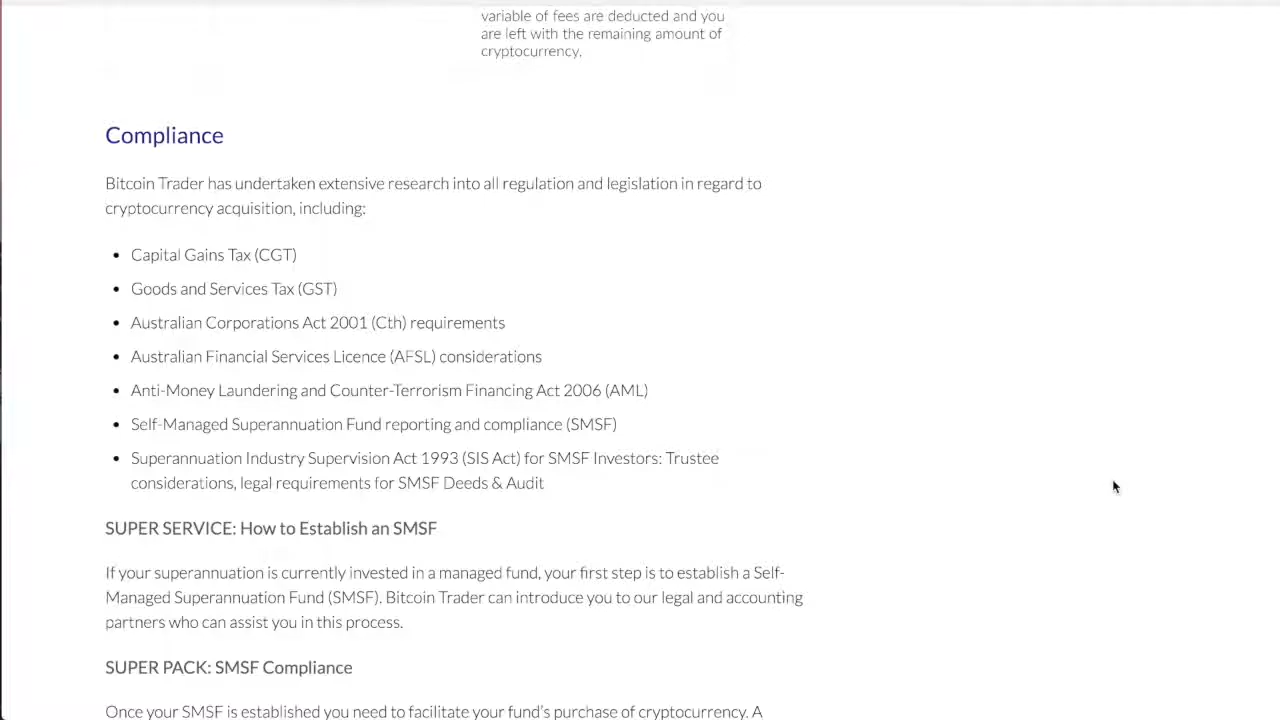 variable of fees are deducted and you
are left with the remaining amount of
cryptocurrency.
Compliance
Bitcoin Trader has undertaken extensive research into all regulation and legislation in regard to
cryptocurrency acquisition, including:
• Capital Gains Tax (CGT)
• Goods and Services Tax (GST)
• Australian Corporations Act 2001 (Cth) requirements
• Australian Financial Services Licence (AFSL) considerations
• Anti-Money Laundering and Counter-Terrorism Financing Act 2006 (AML)
• Self-Managed Superannuation Fund reporting and compliance (SMSF)
• Superannuation Industry Supervision Act 1993 (SIS Act) for SMSF Investors: Trustee
considerations, legal requirements for SMSF Deeds & Audit
SUPER SERVICE: How to Establish an SMSF
If your superannuation is currently invested in a managed fund, your first step is to establish a Self-
Managed Superannuation Fund (SMSF). Bitcoin Trader can introduce you to our legal and accounting
partners who can assist you in this process.
SUPER PACK: SMSF Compliance
Once your SMSF is established you need to facilitate your fund's purchase of cryptocurrency. A